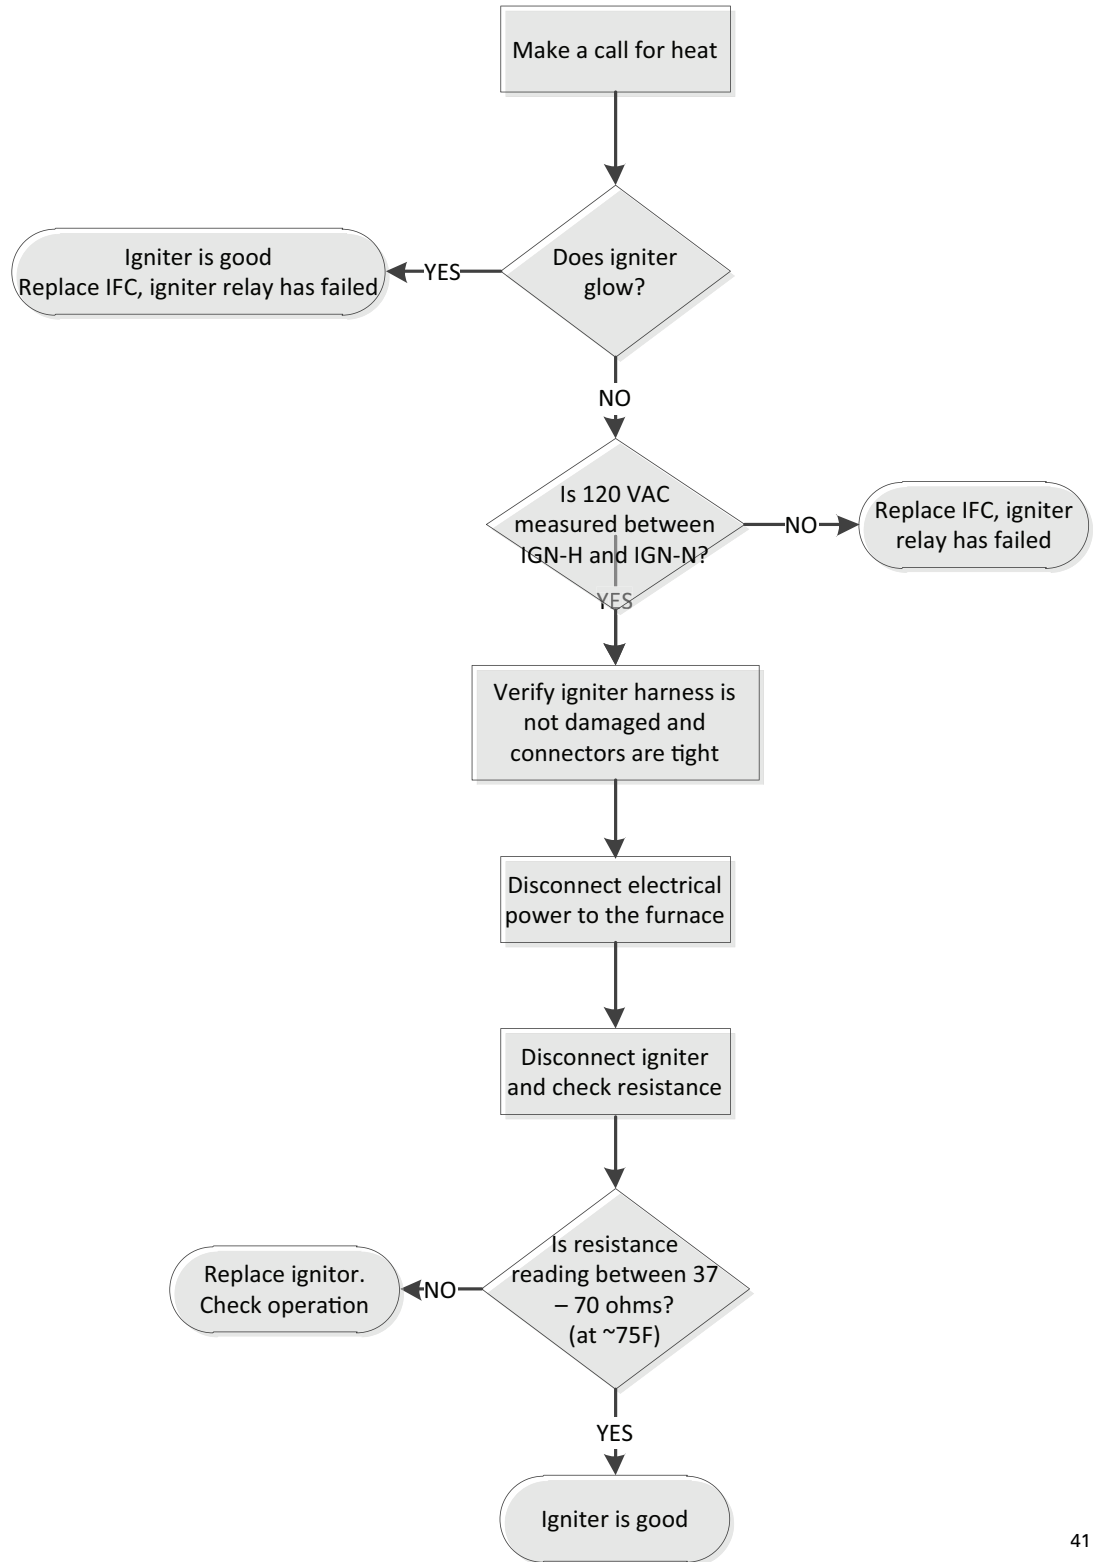 Make a call for heat
Does igniter
glow?
YES
Igniter is good
Replace IFC, igniter relay has failed
NO
Is 120 VAC
measured between
IGN-H and IGN-N?
NO
Replace IFC, igniter
relay has failed
YES
Verify igniter harness is
not damaged and
connectors are tight
Disconnect electrical
power to the furnace
Disconnect igniter
and check resistance
Is resistance
reading between 37
– 70 ohms?
(at ~75F)
NO
Replace ignitor.
Check operation
YES
Igniter is good
41